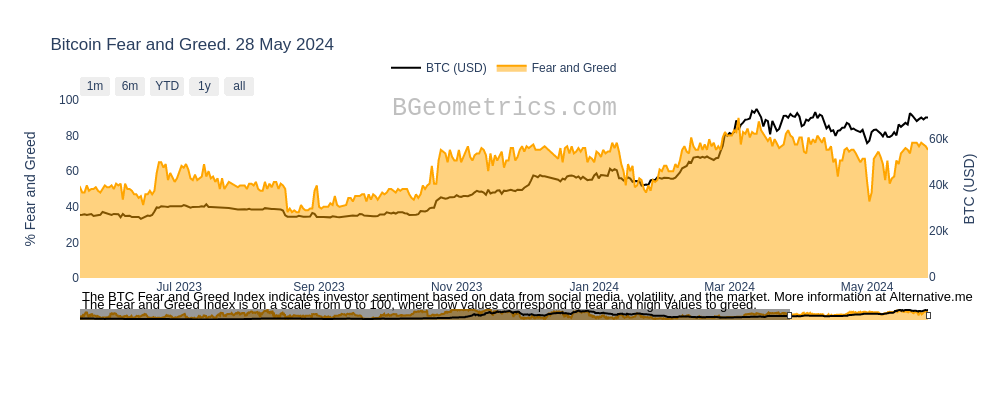 Bitcoin Fear and Greed. 28 May 2024
BTC (USD) Fear and Greed
1m 6m YTD 1y all
BGeometrics.com
100
80
60
40
20
0
% Fear and Greed
60k
40k
20k
0
BTC (USD)
Jul 2023 Sep 2023 Nov 2023 Jan 2024 Mar 2024 May 2024
The BTC Fear and Greed Index indicates investor sentiment based on data from social media, volatility, and the market. More information at Alternative.me
The Fear and Greed Index is on a scale from 0 to 100, where low values correspond to fear and high values to greed.